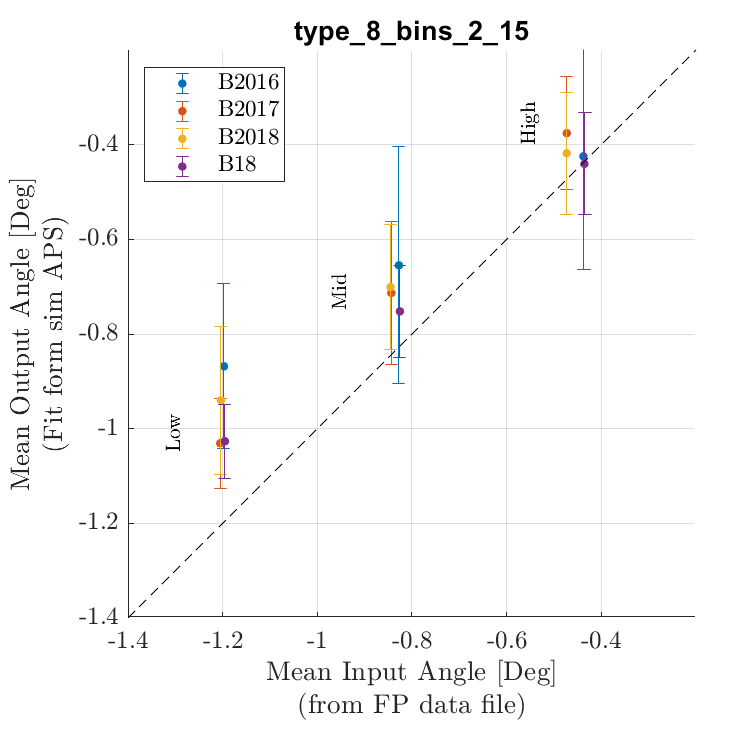 type_8_bins_2_15
B2016
B2017
B2018
B18
High
Mid
Low
-0.4
-0.6
-0.8
-1
-1.2
-1.4
-1.4
-1.2
-1
-0.8
-0.6
-0.4
Mean Output Angle [Deg]
(Fit form sim APS)
Mean Input Angle [Deg]
(from FP data file)